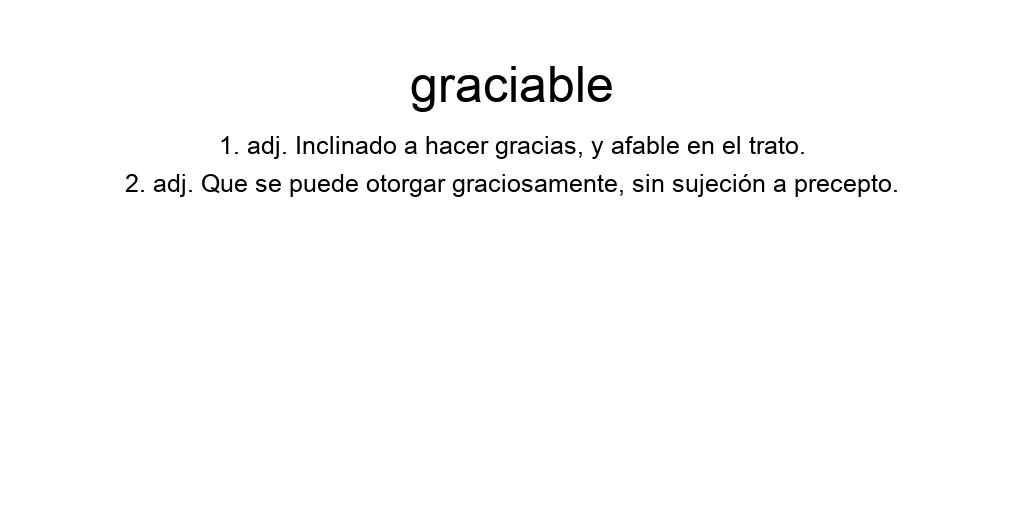 graciable
1. adj. Inclinado a hacer gracias, y afable en el trato.
2. adj. Que se puede otorgar graciosamente, sin sujeción a precepto.